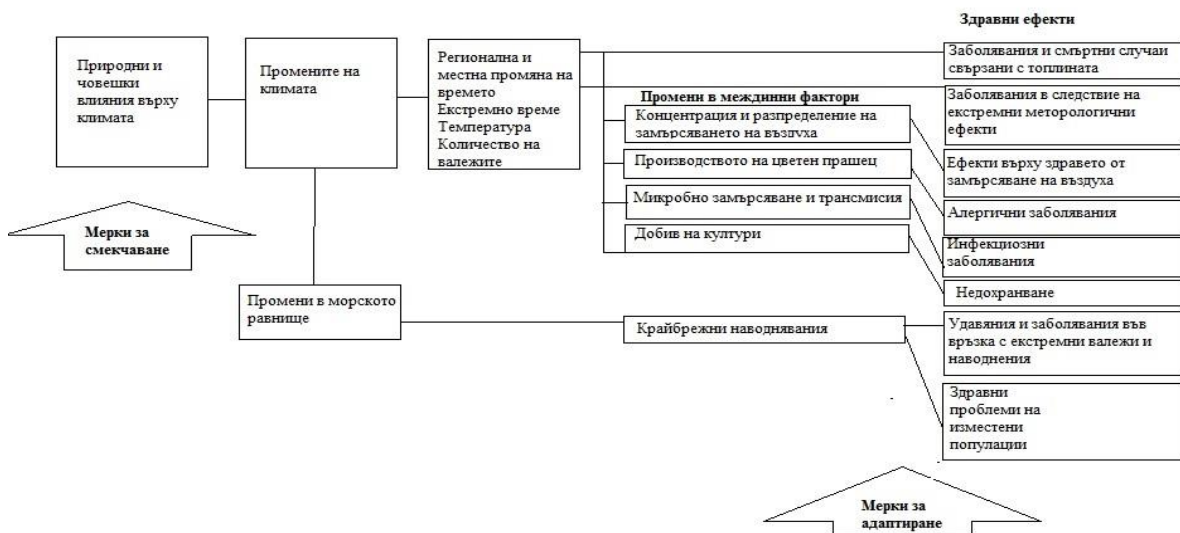 Здравни ефекти
Природни и
човешки
влияния върху
климата
Промените на
климата
Регионална и
местна промяна на
времето
Екстремно време
Температура
Количество на
валежите
Промени в междинни фактори
Концентрация и разпределение на
замърсяването на въздуха
Производството на цветен прашец
Микробно замърсяване и трансмисия
Добив на култури
Заболявания и смъртни случаи
свързани с топлината
Заболявания в следствие на
екстремни меторологични
ефекти
Ефекти върху здравето от
замърсяване на въздуха
Алергични заболявания
Инфекциозни
заболявания
Недохранване
Мерки за
смекчаване
Промени в морското
равнище
Крайбрежни наводнявания
Удавяния и заболявания във
връзка с екстремни валежи и
наводнения
Здравни
проблеми на
изместени
популации
Мерки за
адаптиране